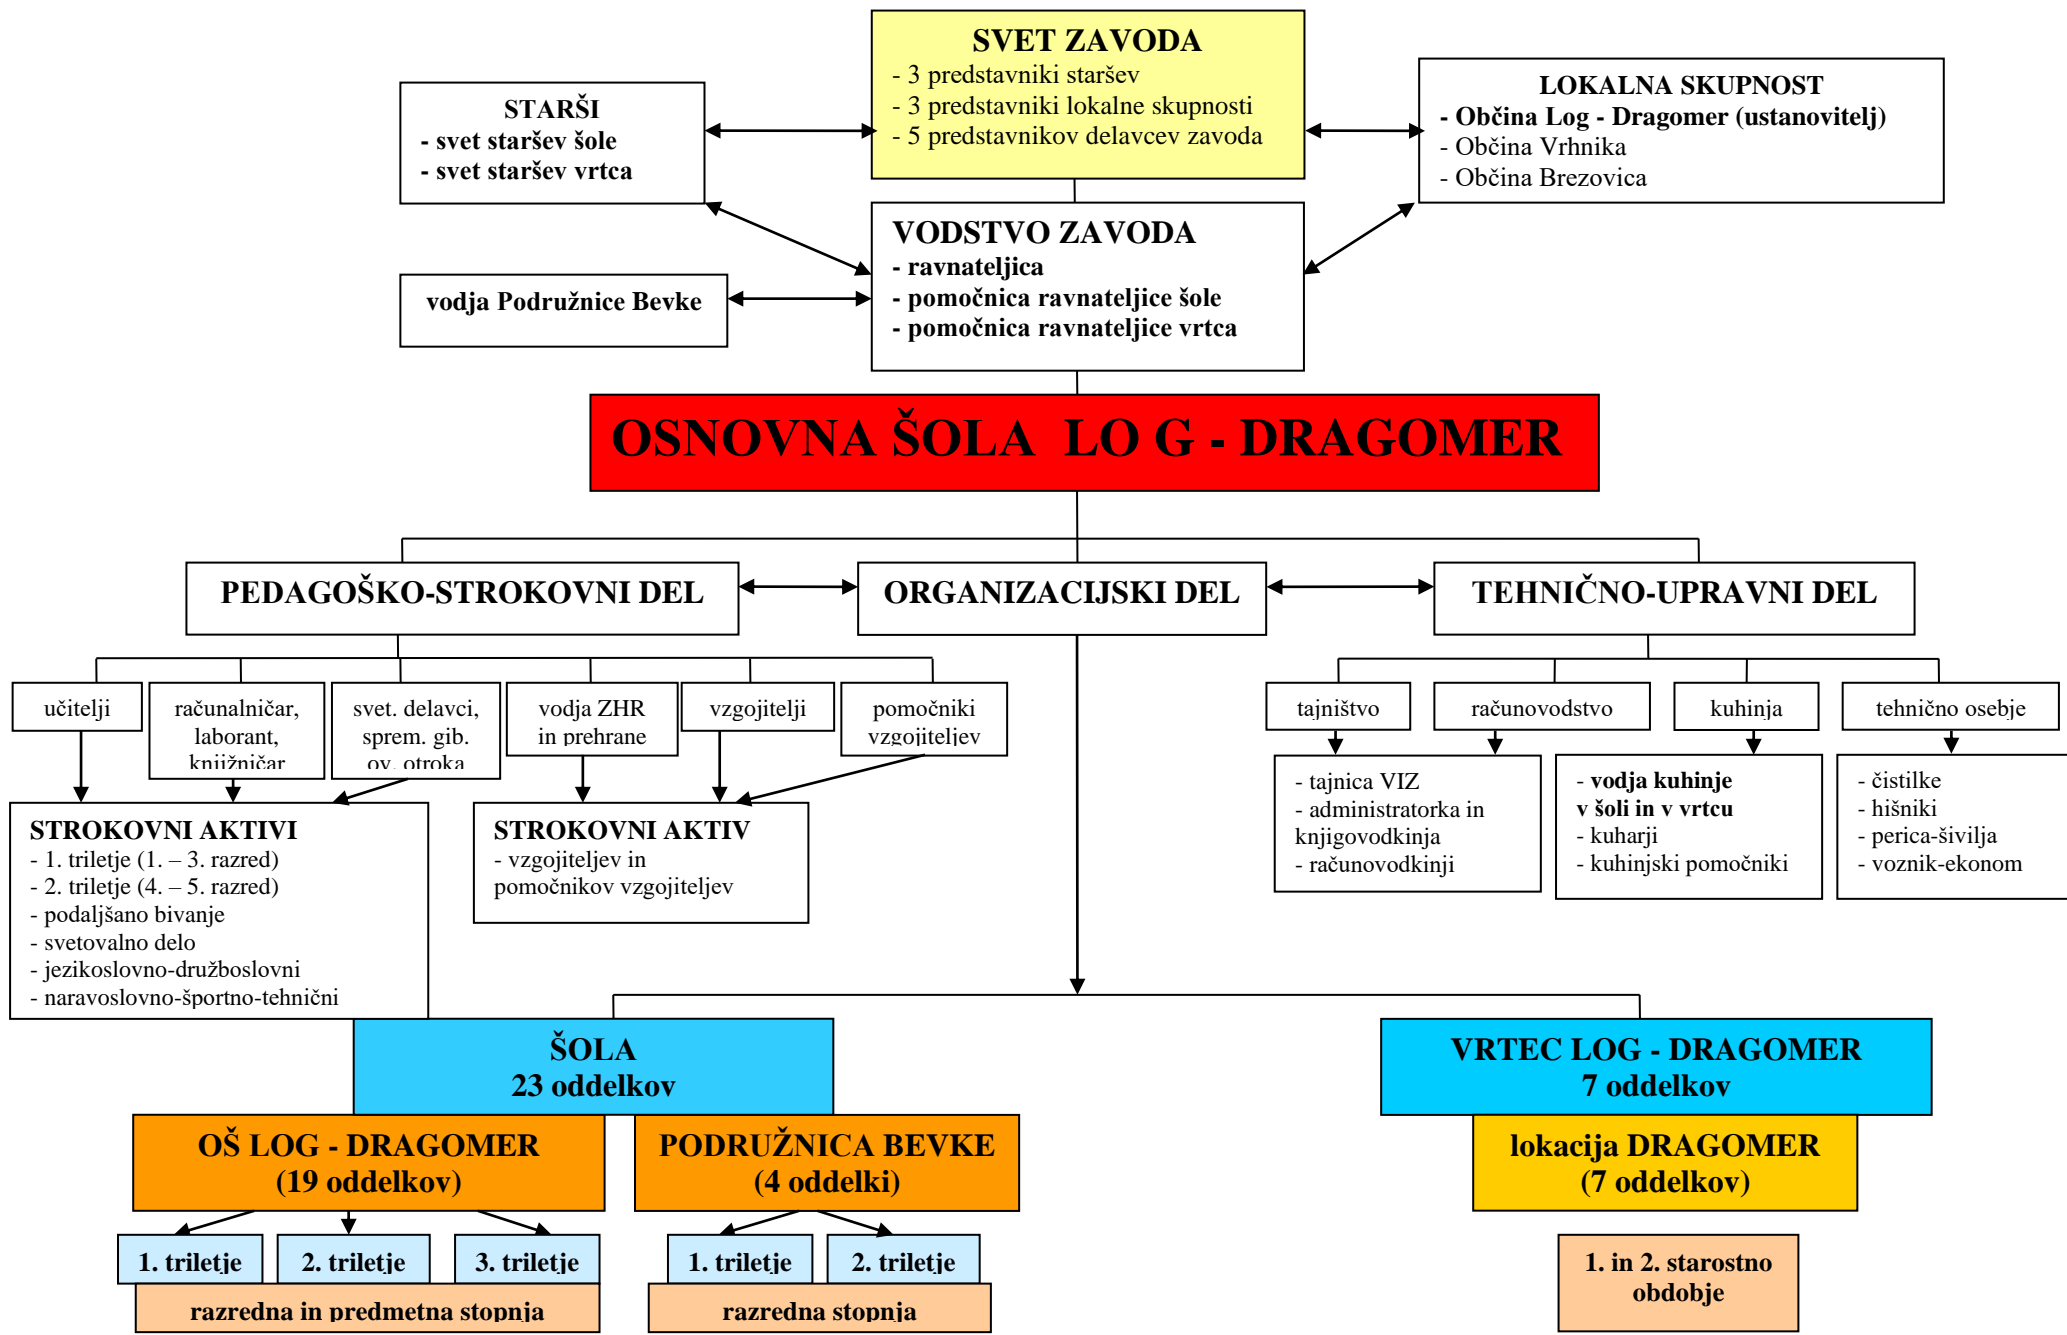 SVET ZAVODA
- 3 predstavniki staršev
- 3 predstavniki lokalne skupnosti
- 5 predstavnikov delavcev zavoda
STARŠI
- svet staršev šole
- svet staršev vrtca
LOKALNA SKUPNOST
- Občina Log - Dragomer (ustanovitelj)
- Občina Vrhnika
- Občina Brezovica
VODSTVO ZAVODA
- ravnateljica
- pomočnica ravnateljice šole
- pomočnica ravnateljice vrtca
vodja Podružnice Bevke
OSNOVNA ŠOLA LO G - DRAGOMER
PEDAGOŠKO-STROKOVNI DEL
ORGANIZACIJSKI DEL
TEHNIČNO-UPRAVNI DEL
učitelji
računalničar,
laborant,
knjižničar
svet. delavci,
sprem. gib.
ov. otroka
vodja ZHR
in prehrane
vzgojitelji
pomočniki
vzgojiteljev
tajništvo
računovodstvo
kuhinja
tehnično osebje
STROKOVNI AKTIVI
- 1. triletje (1. – 3. razred)
- 2. triletje (4. – 5. razred)
- podaljšano bivanje
- svetovalno delo
- jezikoslovno-družboslovni
- naravoslovno-športno-tehnični
STROKOVNI AKTIV
- vzgojiteljev in
pomočnikov vzgojiteljev
- tajnica VIZ
- administratorka in
knjigovodkinja
- računovodkinji
- vodja kuhinje
v šoli in v vrtcu
- kuharji
- kuhinjski pomočniki
- čistilke
- hišniki
- perica-šivilja
- voznik-ekonom
ŠOLA
23 oddelkov
VRTEC LOG - DRAGOMER
7 oddelkov
OŠ LOG - DRAGOMER
(19 oddelkov)
PODRUŽNICA BEVKE
(4 oddelki)
lokacija DRAGOMER
(7 oddelkov)
1. triletje
2. triletje
3. triletje
1. triletje
2. triletje
razredna in predmetna stopnja
razredna stopnja
1. in 2. starostno
obdobje